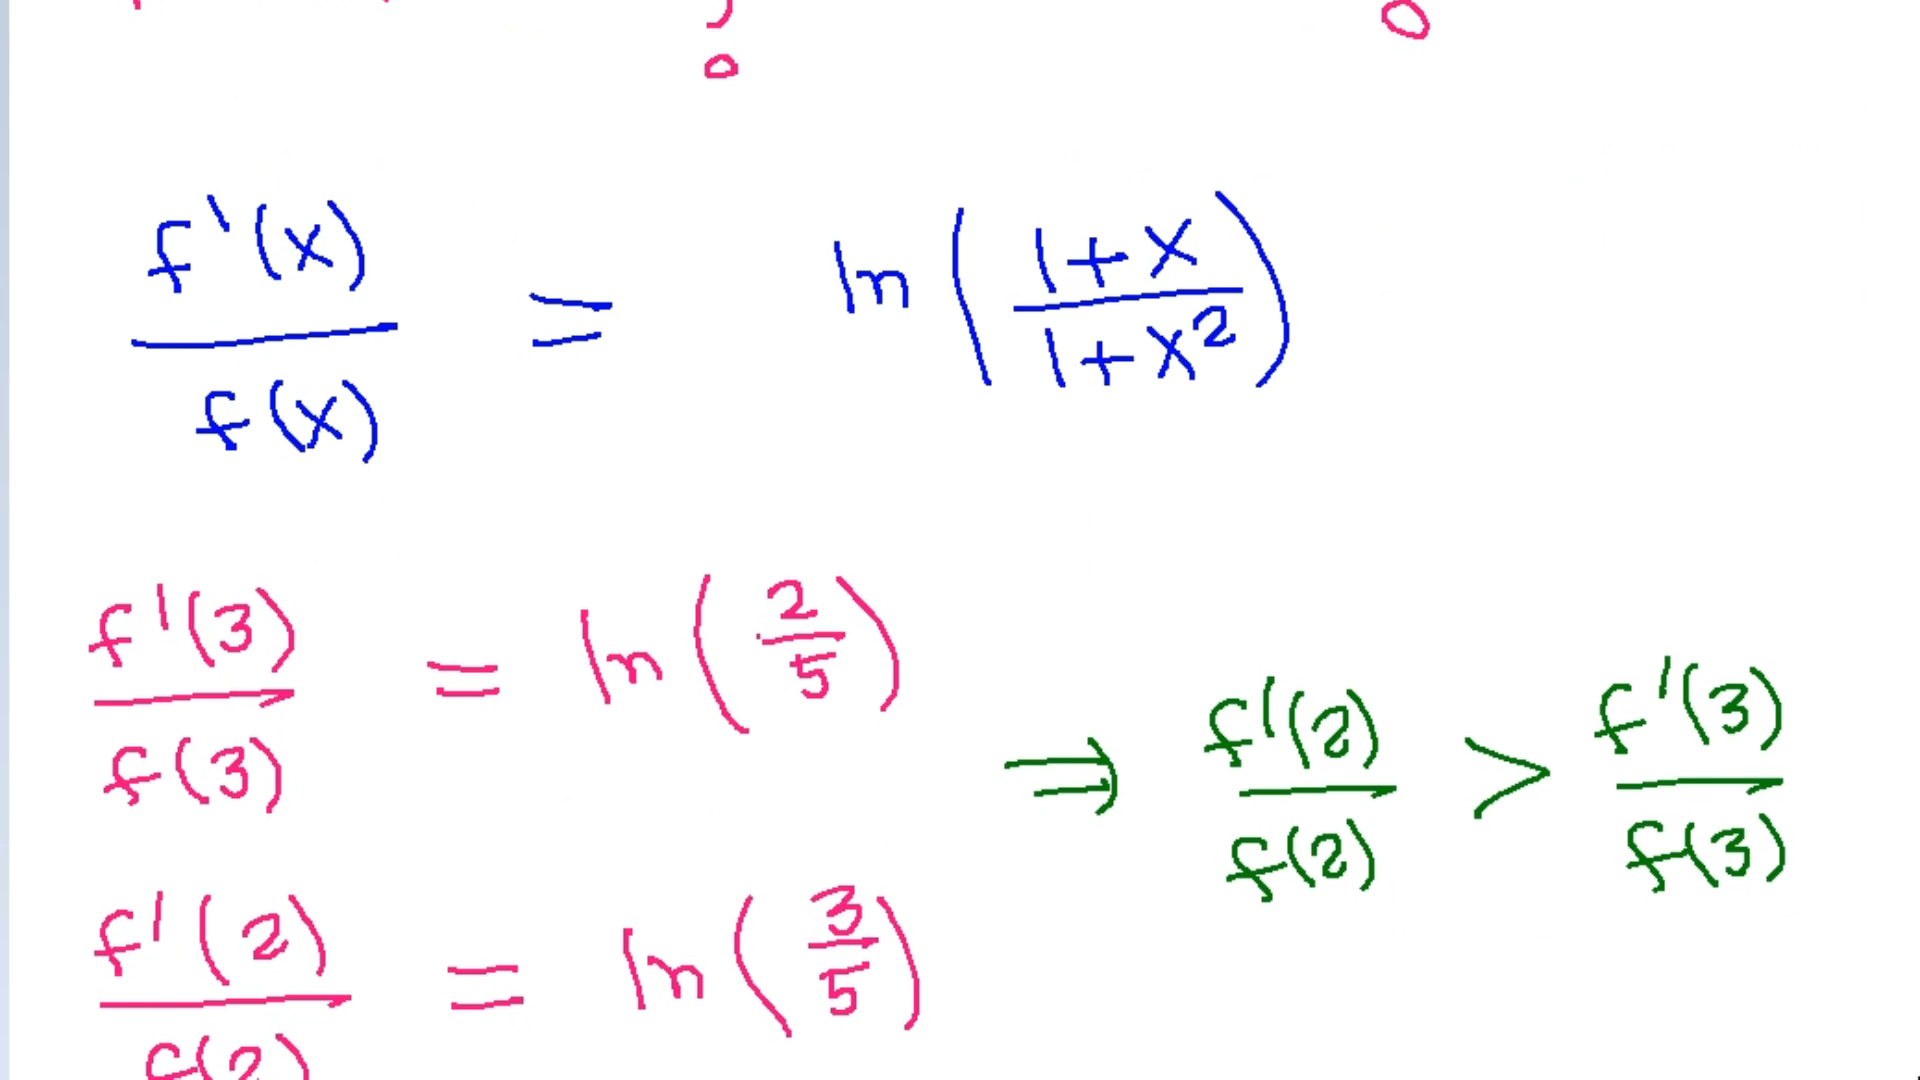 f'(x) / f(x) = ln( (1+x) / (1+x²) )
f'(3) / f(3) = ln( 2/5 )
⇒ f'(2) / f(2) > f'(3) / f(3)
f'(2) / f(2) = ln( 3/5 )